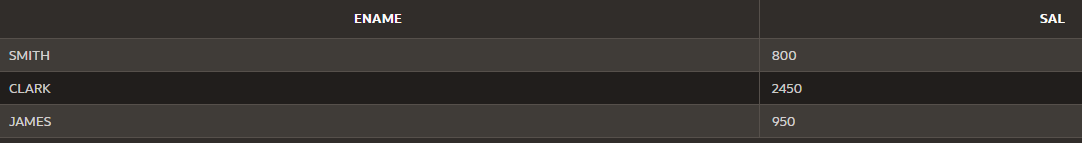 ENAME SAL
SMITH 800
CLARK 2450
JAMES 950